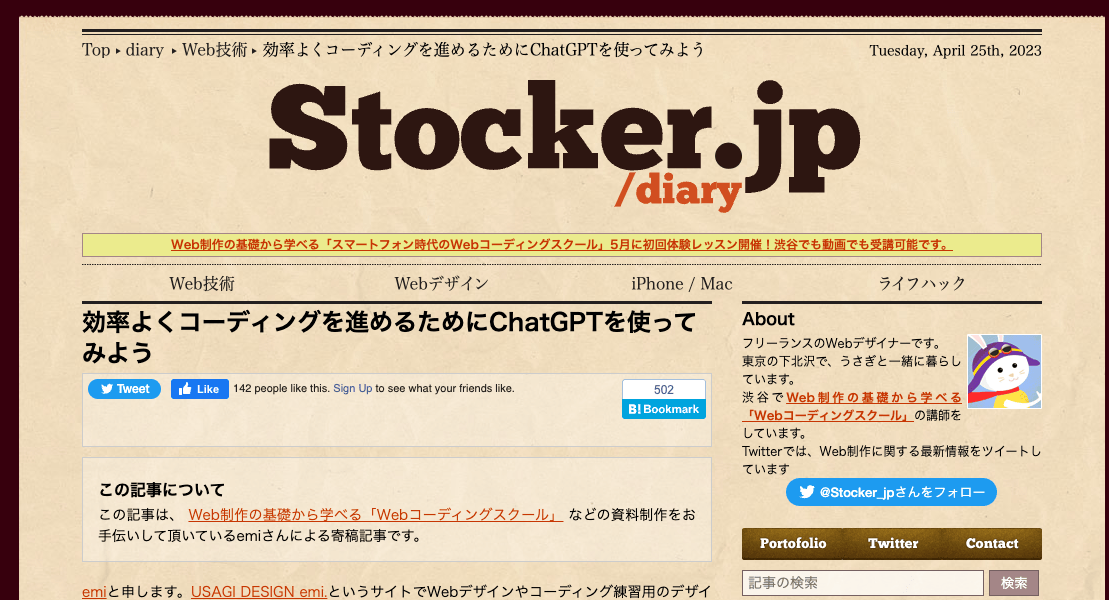 Top ▸ diary ▸ Web技術 ▸ 効率よくコーディングを進めるためにChatGPTを使ってみよう
Tuesday, April 25th, 2023
Stocker.jp
/diary
Web制作の基礎から学べる「スマートフォン時代のWebコーディングスクール」5月に初回体験レッスン開催！渋谷でも動画でも受講可能です。
Web技術
Webデザイン
iPhone / Mac
ライフハック
効率よくコーディングを進めるためにChatGPTを使って
みよう
Tweet
Like
142 people like this. Sign Up to see what your friends like.
502
B! Bookmark
この記事について
この記事は、 Web制作の基礎から学べる「Webコーディングスクール」 などの資料制作をお
手伝いして頂いているemiさんによる寄稿記事です。
emiと申します。USAGI DESIGN emi.というサイトでWebデザインやコーディング練習用のデザイ
About
フリーランスのWebデザイナーです。
東京の下北沢で、うさぎと一緒に暮らし
ています。
渋谷でWeb制作の基礎から学べる
「Webコーディングスクール」の講師を
しています。
Twitterでは、Web制作に関する最新情報をツイートし
ています
@Stocker_jpさんをフォロー
Portofolio
Twitter
Contact
記事の検索
検索